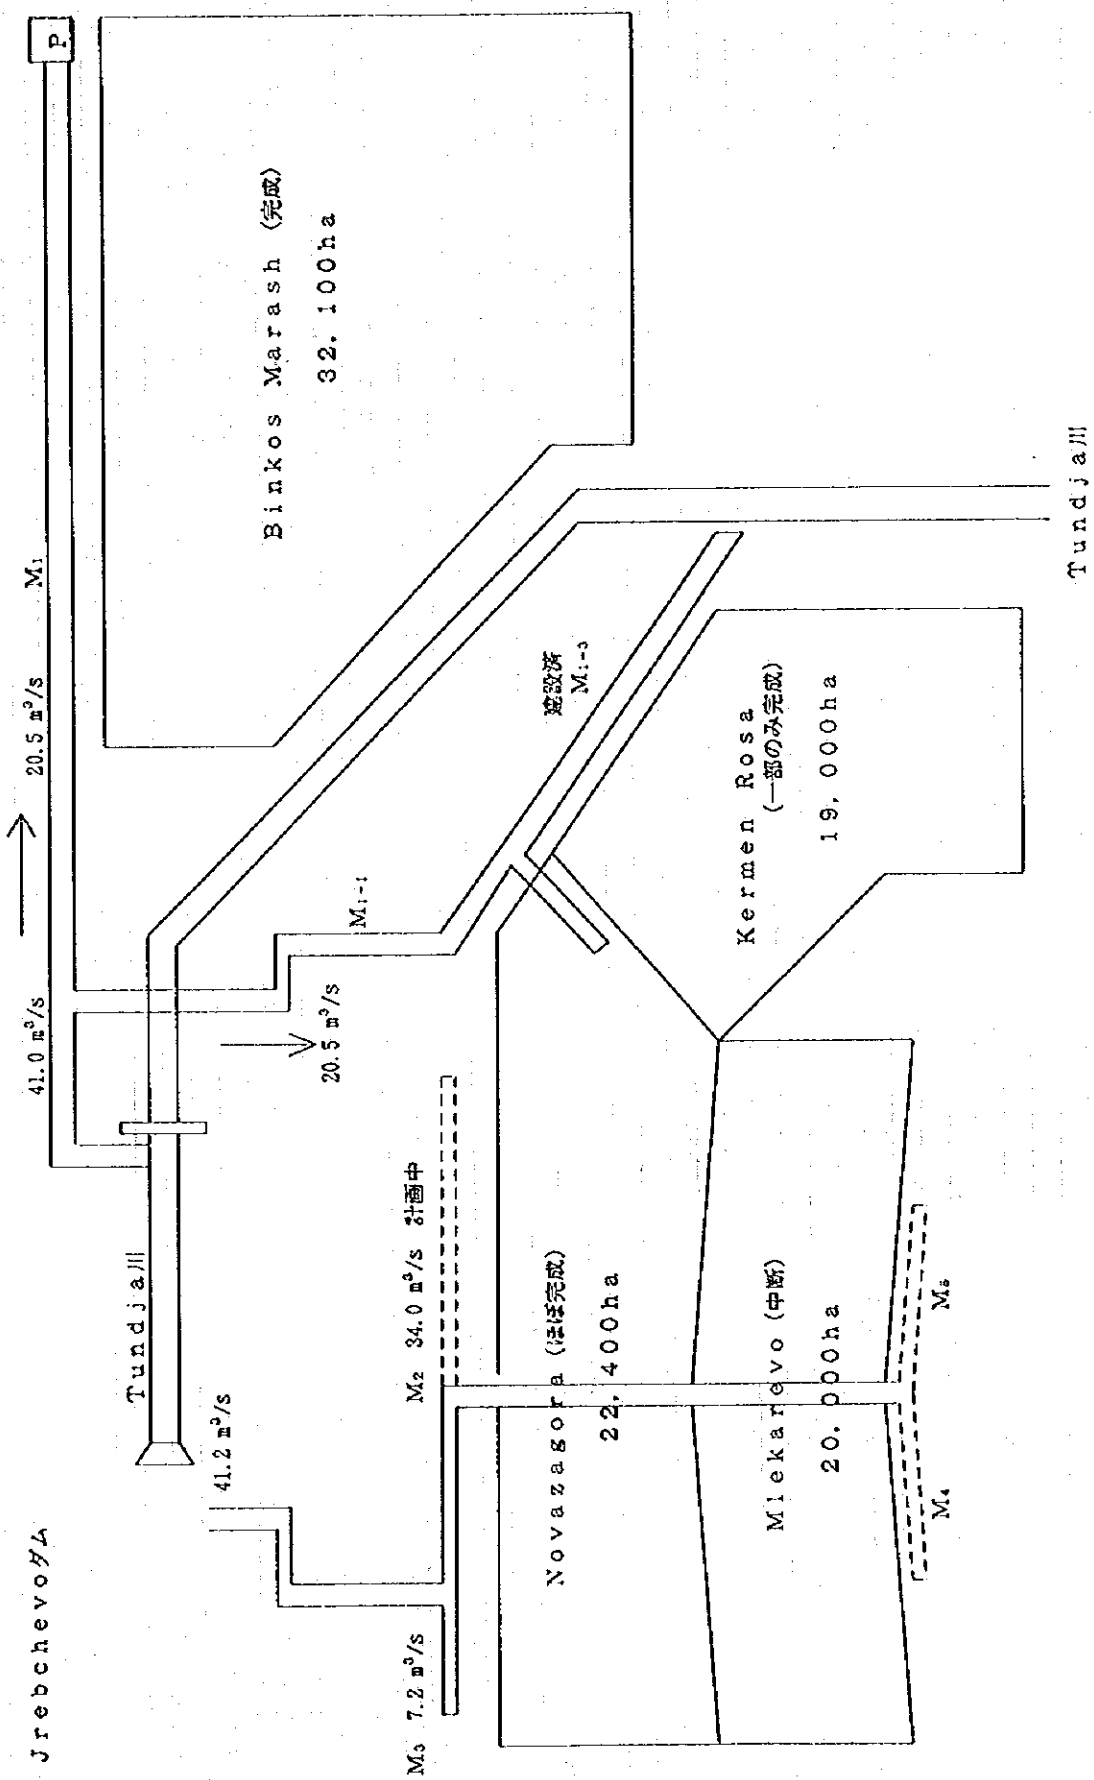 JrebchevoダM
41.2 m³/s
Tundja川
41.0 m³/s
20.5 m³/s
M₁
P
Binkos Marash (完成)
32,100ha
20.5 m³/s
M₁₋₁
建設済
M₁₋₃
M₃ 7.2 m³/s
M₂ 34.0 m³/s 計画中
Novazagora (ほぼ完成)
22,400ha
Kermen Rosa
(一部のみ完成)
19,000ha
Mlekarevo (中断)
20,000ha
M₄
M₅
Tundja川